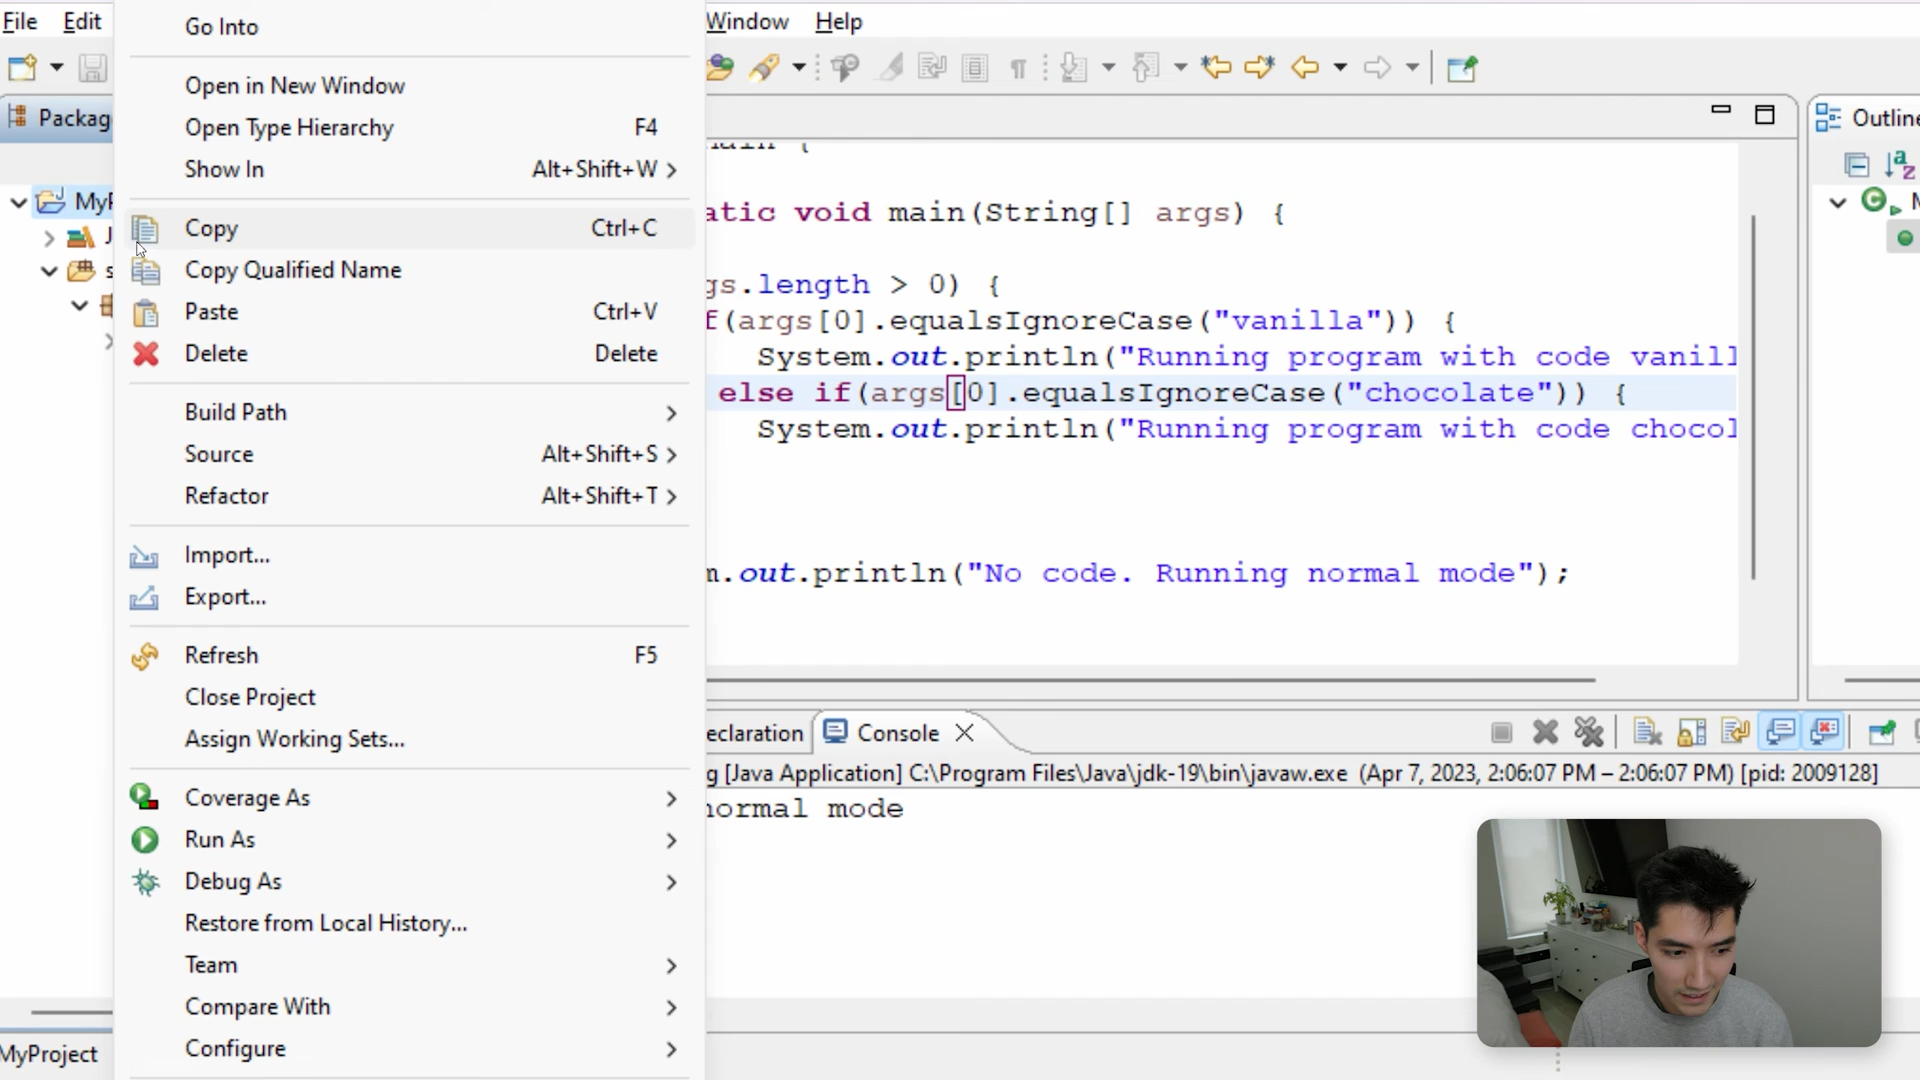 File Edit
Window Help
Go Into
Open in New Window
Open Type Hierarchy F4
Show In Alt+Shift+W
Copy Ctrl+C
Copy Qualified Name
Paste Ctrl+V
Delete Delete
Build Path
Source Alt+Shift+S
Refactor Alt+Shift+T
Import...
Export...
Refresh F5
Close Project
Assign Working Sets...
Coverage As
Run As
Debug As
Restore from Local History...
Team
Compare With
Configure
Packag
MyP
J
s
MyProject
atic void main(String[] args) {
gs.length > 0) {
f(args[0].equalsIgnoreCase("vanilla")) {
System.out.println("Running program with code vanill
else if(args[0].equalsIgnoreCase("chocolate")) {
System.out.println("Running program with code chocol
m.out.println("No code. Running normal mode");
Outline
eclaration Console
g [Java Application] C:\Program Files\Java\jdk-19\bin\javaw.exe (Apr 7, 2023, 2:06:07 PM – 2:06:07 PM) [pid: 2009128]
normal mode